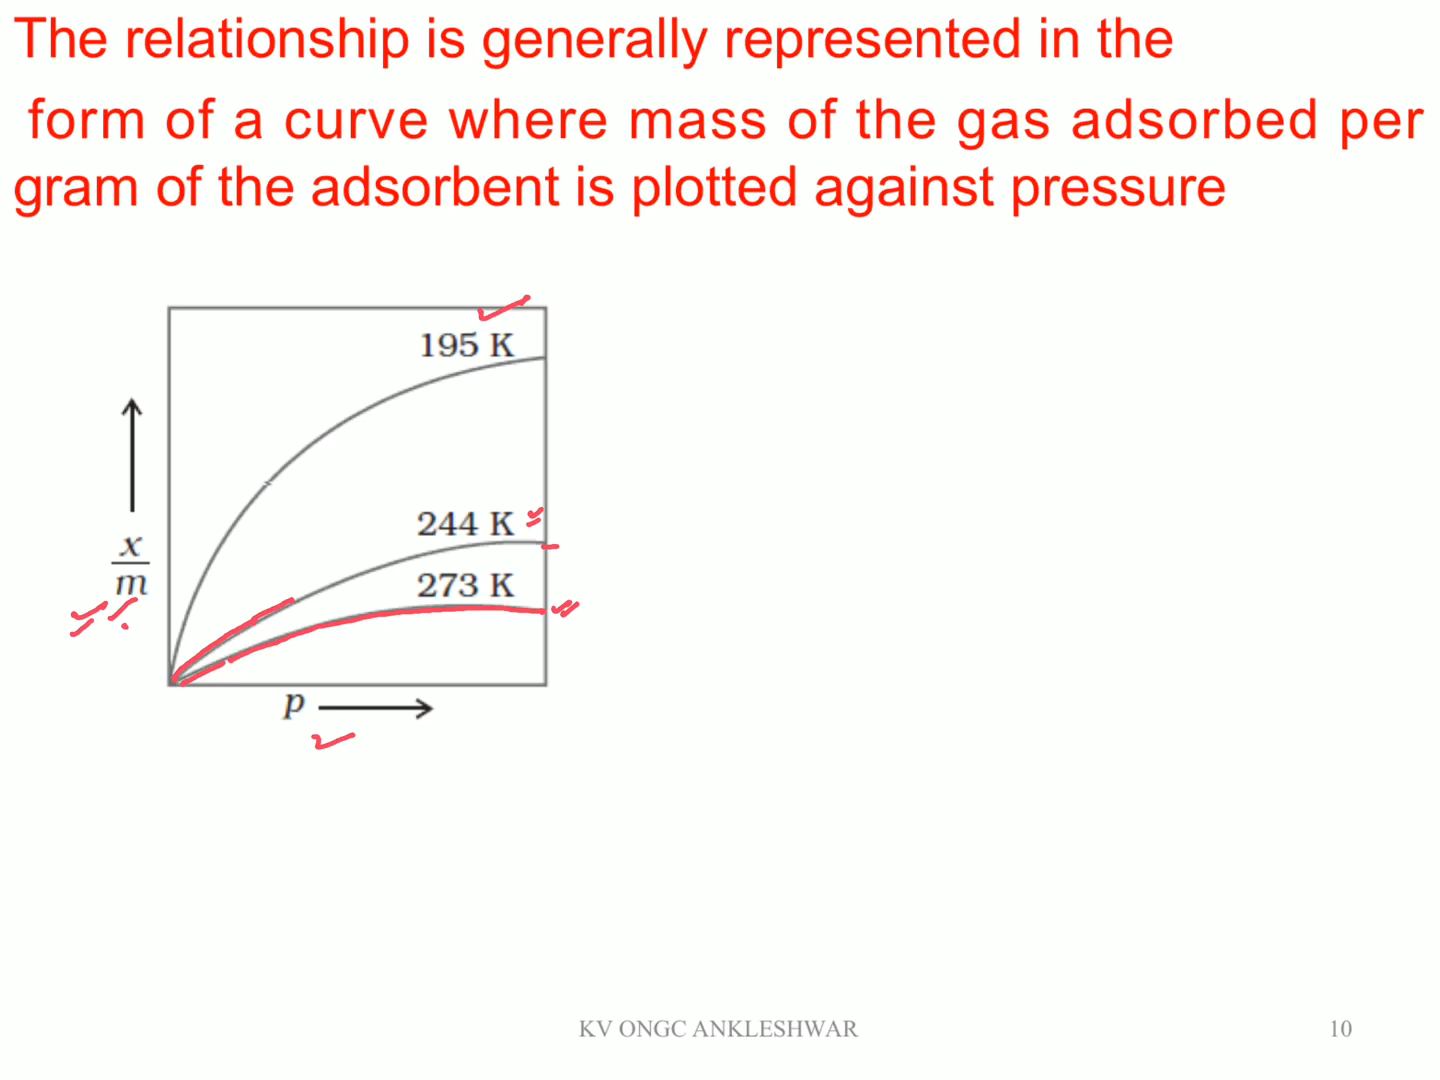 The relationship is generally represented in the
form of a curve where mass of the gas adsorbed per
gram of the adsorbent is plotted against pressure
195 K
244 K
x
m
273 K
p
KV ONGC ANKLESHWAR
10